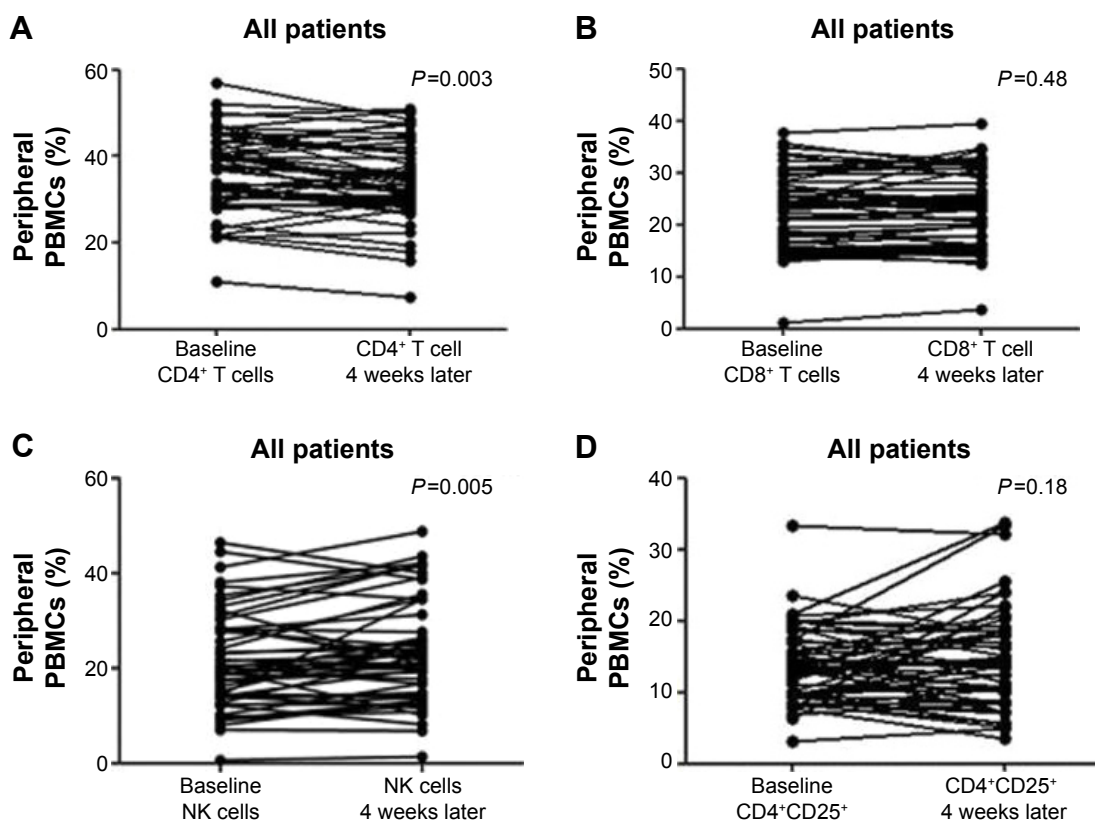 A
All patients
P=0.003
Peripheral
PBMCs (%)
60
40
20
0
Baseline
CD4⁺ T cells
CD4⁺ T cell
4 weeks later
B
All patients
P=0.48
Peripheral
PBMCs (%)
50
40
30
20
10
0
Baseline
CD8⁺ T cells
CD8⁺ T cell
4 weeks later
C
All patients
P=0.005
Peripheral
PBMCs (%)
60
40
20
0
Baseline
NK cells
NK cells
4 weeks later
D
All patients
P=0.18
Peripheral
PBMCs (%)
40
30
20
10
0
Baseline
CD4⁺CD25⁺
CD4⁺CD25⁺
4 weeks later